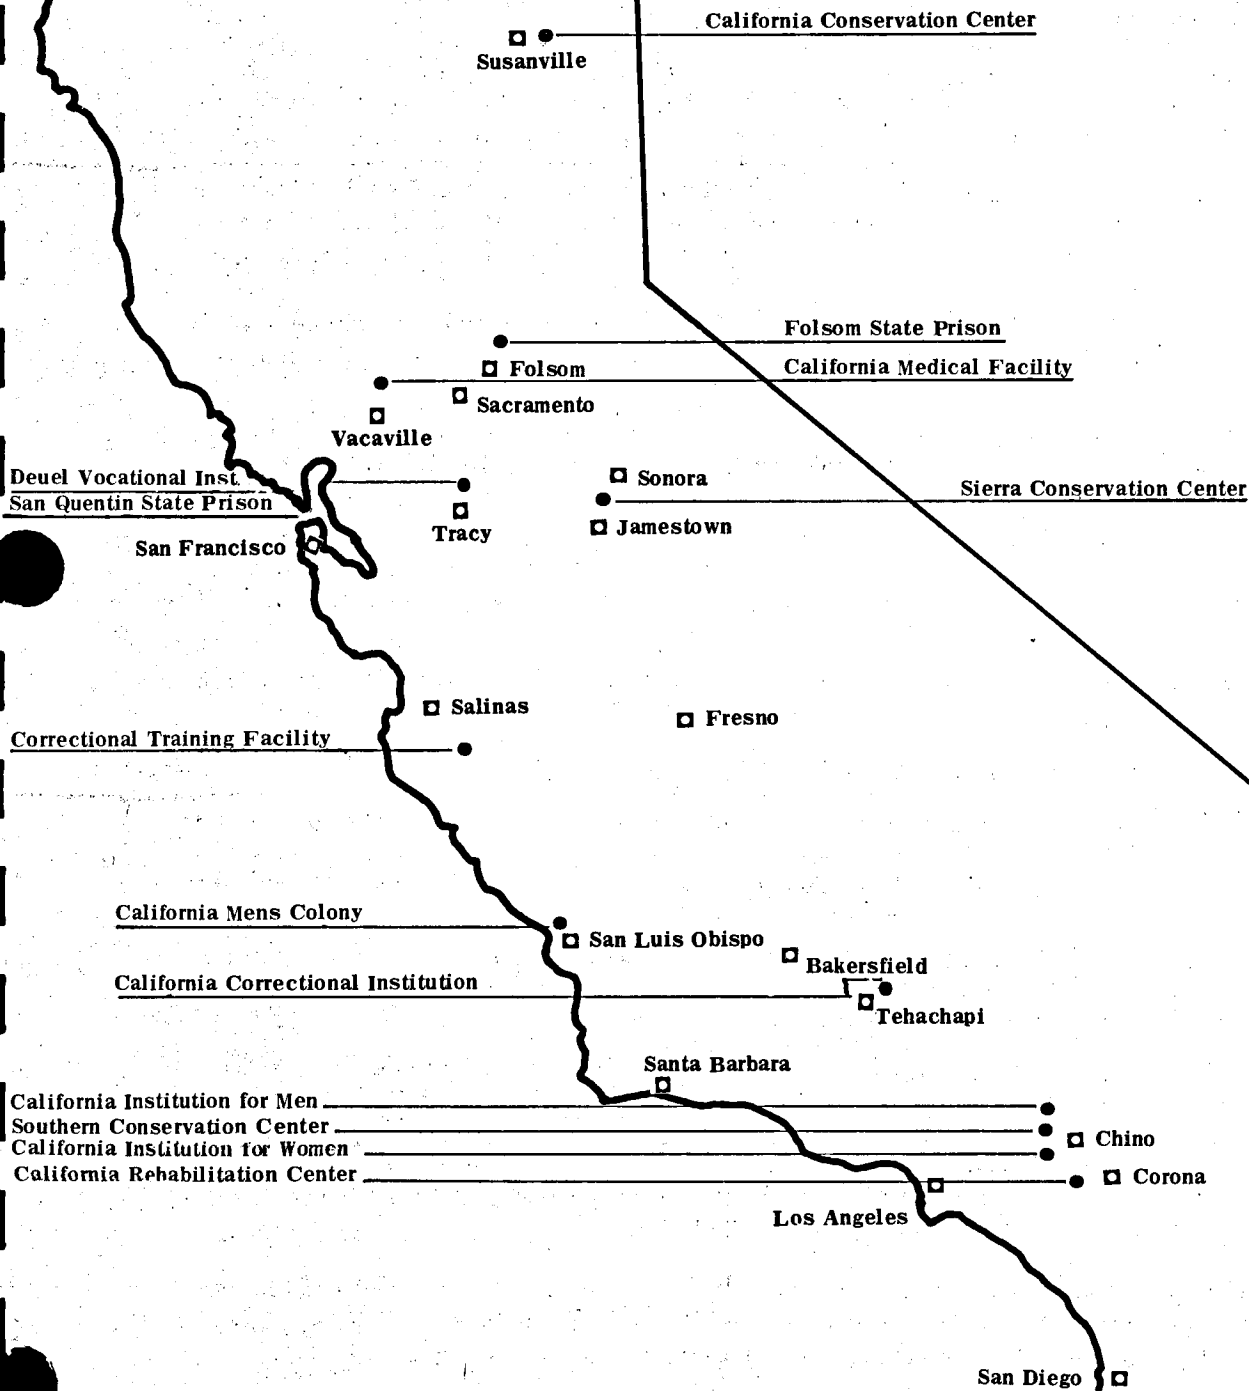 California Conservation Center
Susanville
Folsom State Prison
California Medical Facility
Folsom
Sacramento
Vacaville
Deuel Vocational Inst.
San Quentin State Prison
Sonora
Sierra Conservation Center
Tracy
Jamestown
San Francisco
Salinas
Fresno
Correctional Training Facility
California Mens Colony
San Luis Obispo
Bakersfield
California Correctional Institution
Tehachapi
Santa Barbara
California Institution for Men
Southern Conservation Center
California Institution for Women
Chino
California Rehabilitation Center
Corona
Los Angeles
San Diego